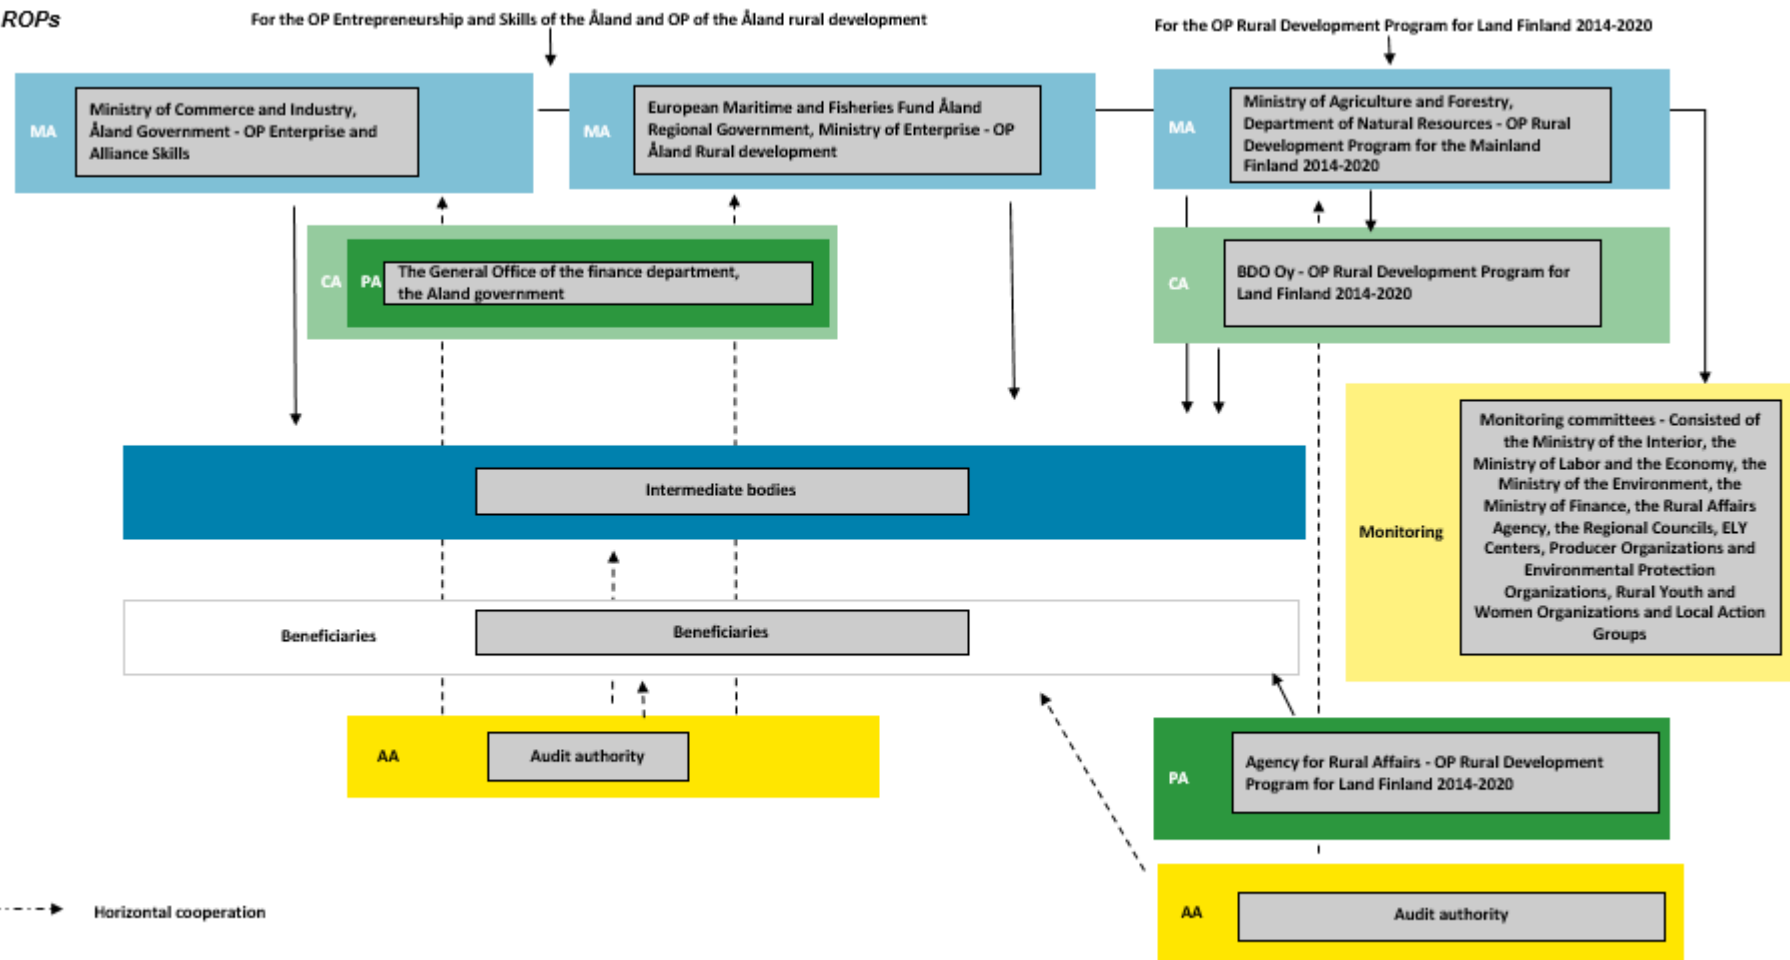 ROPs
For the OP Entrepreneurship and Skills of the Åland and OP of the Åland rural development
For the OP Rural Development Program for Land Finland 2014-2020
MA
Ministry of Commerce and Industry,
Åland Government - OP Enterprise and
Alliance Skills
MA
European Maritime and Fisheries Fund Åland
Regional Government, Ministry of Enterprise - OP
Åland Rural development
MA
Ministry of Agriculture and Forestry,
Department of Natural Resources - OP Rural
Development Program for the Mainland
Finland 2014-2020
CA
PA
The General Office of the finance department,
the Aland government
CA
BDO Oy - OP Rural Development Program for
Land Finland 2014-2020
Intermediate bodies
Monitoring
Monitoring committees - Consisted of
the Ministry of the Interior, the
Ministry of Labor and the Economy, the
Ministry of the Environment, the
Ministry of Finance, the Rural Affairs
Agency, the Regional Councils, ELY
Centers, Producer Organizations and
Environmental Protection
Organizations, Rural Youth and
Women Organizations and Local Action
Groups
Beneficiaries
Beneficiaries
AA
Audit authority
PA
Agency for Rural Affairs - OP Rural Development
Program for Land Finland 2014-2020
AA
Audit authority
Horizontal cooperation